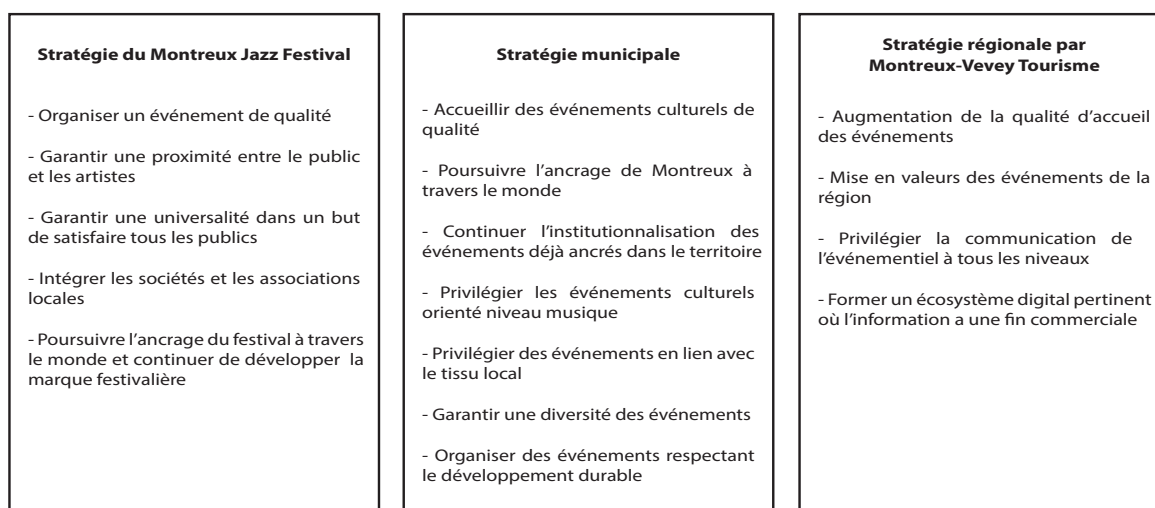 Stratégie du Montreux Jazz Festival
- Organiser un événement de qualité
- Garantir une proximité entre le public
et les artistes
- Garantir une universalité dans un but
de satisfaire tous les publics
- Intégrer les sociétés et les associations
locales
- Poursuivre l'ancrage du festival à travers
le monde et continuer de développer la
marque festivalière
Stratégie municipale
- Accueillir des événements culturels de
qualité
- Poursuivre l'ancrage de Montreux à
travers le monde
- Continuer l'institutionnalisation des
événements déjà ancrés dans le territoire
- Privilégier les événements culturels
orienté niveau musique
- Privilégier des événements en lien avec
le tissu local
- Garantir une diversité des événements
- Organiser des événements respectant
le développement durable
Stratégie régionale par
Montreux-Vevey Tourisme
- Augmentation de la qualité d'accueil
des événements
- Mise en valeurs des événements de la
région
- Privilégier la communication de
l'événementiel à tous les niveaux
- Former un écosystème digital pertinent
où l'information a une fin commerciale